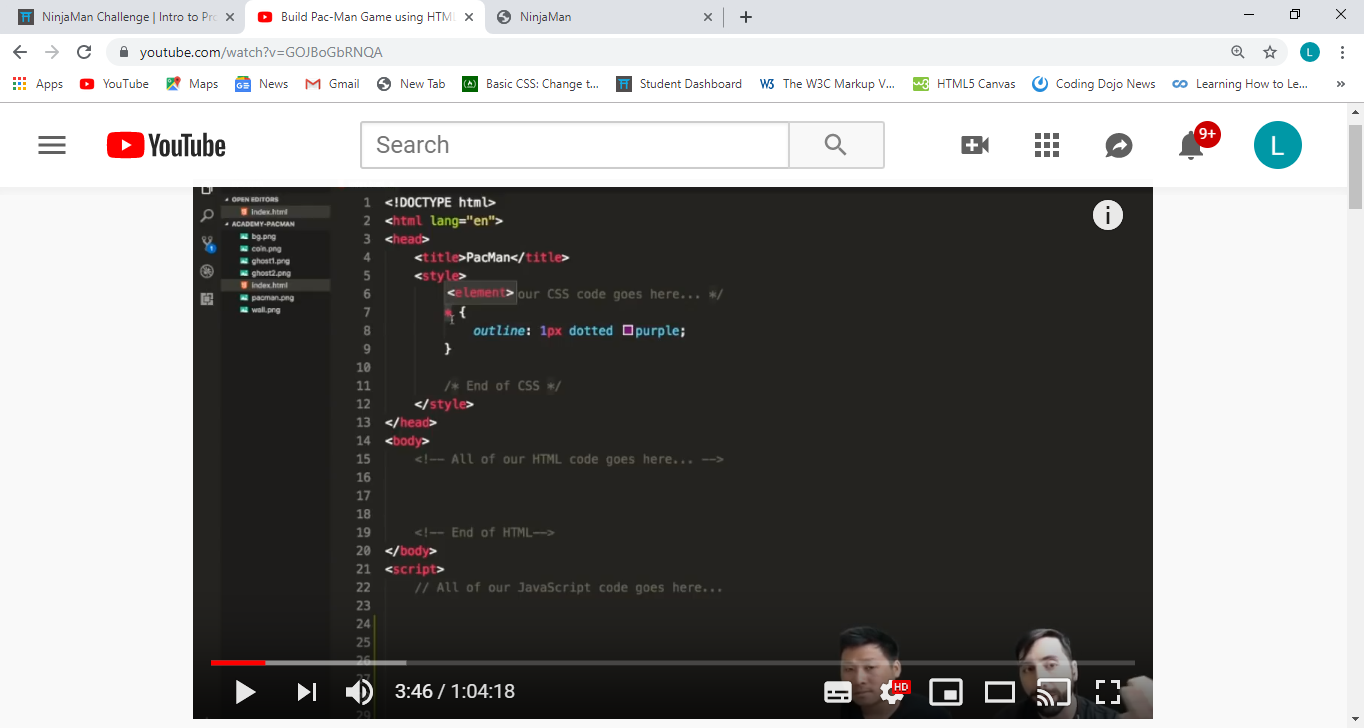 NinjaMan Challenge | Intro to Pr
Build Pac-Man Game using HTML
NinjaMan
youtube.com/watch?v=GOJBoGbRNQA
L
Apps YouTube Maps News Gmail New Tab Basic CSS: Change t... Student Dashboard W3 The W3C Markup V... HTML5 Canvas Coding Dojo News Learning How to Le... »
YouTube
Search
9+
L
OPEN EDITORS
index.html
ACADEMY-PACMAN
bg.png
coin.png
ghost1.png
ghost2.png
index.html
pacman.png
wall.png
1 <!DOCTYPE html>
2 <html lang="en">
3 <head>
4 <title>PacMan</title>
5 <style>
6 <element> our CSS code goes here... */
7 * {
8 outline: 1px dotted purple;
9 }
10
11 /* End of CSS */
12 </style>
13 </head>
14 <body>
15 <!-- All of our HTML code goes here... -->
16
17
18
19 <!-- End of HTML-->
20 </body>
21 <script>
22 // All of our JavaScript code goes here...
23
24
25
26
29
i
3:46 / 1:04:18
HD